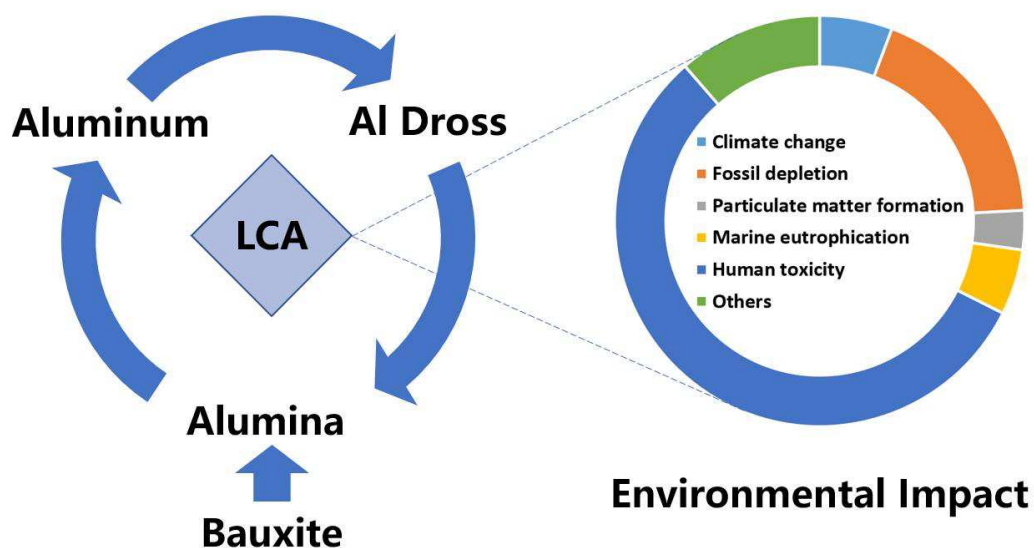 Aluminum
Al Dross
LCA
Alumina
Bauxite
Climate change
Fossil depletion
Particulate matter formation
Marine eutrophication
Human toxicity
Others
Environmental Impact